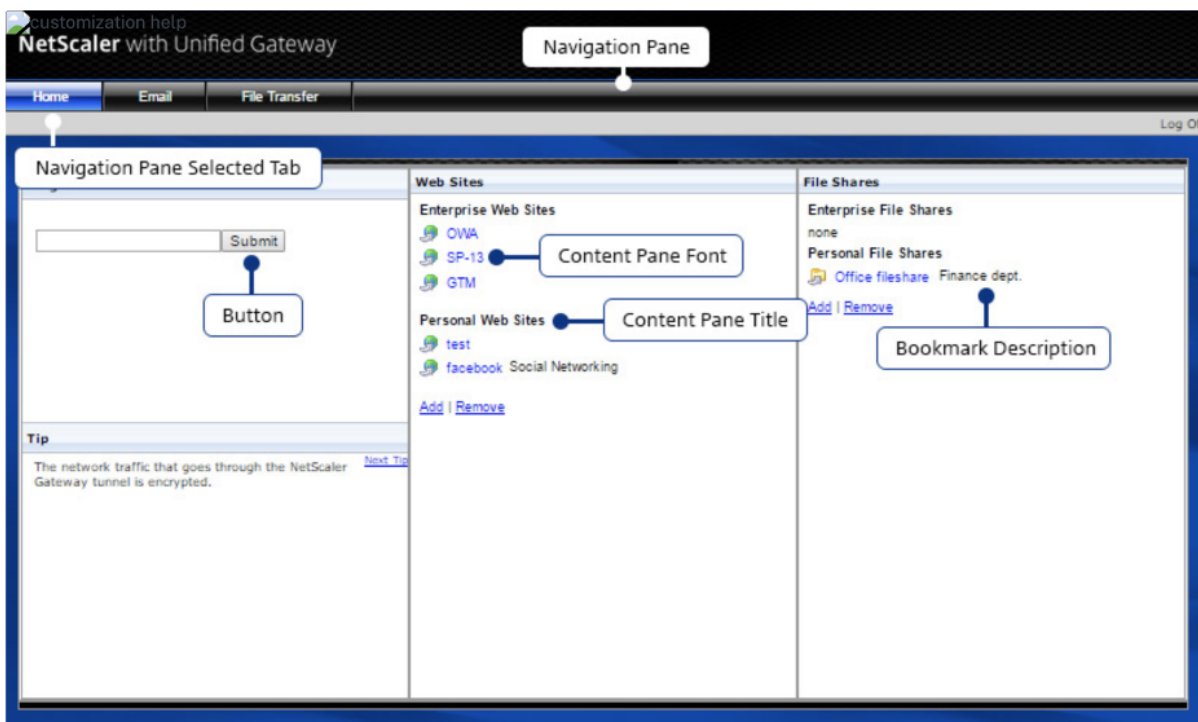 customization help
NetScaler with Unified Gateway
Navigation Pane
Home Email File Transfer
Log Of
Navigation Pane Selected Tab
Web Sites
File Shares
Submit
Button
Enterprise Web Sites
OWA
SP-13
Content Pane Font
GTM
Personal Web Sites
Content Pane Title
test
facebook Social Networking
Add | Remove
Enterprise File Shares
none
Personal File Shares
Office fileshare Finance dept.
Add | Remove
Bookmark Description
Tip
The network traffic that goes through the NetScaler
Gateway tunnel is encrypted.
Next Tip